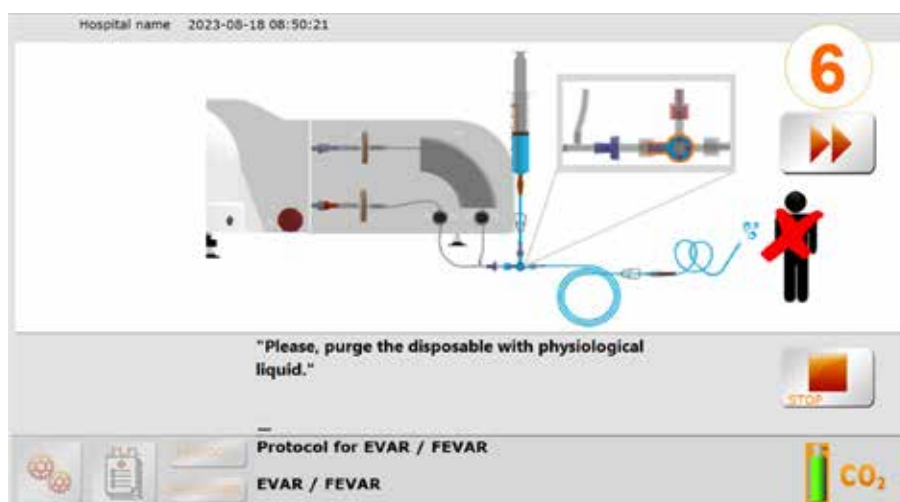 Hospital name 2023-08-18 08:50:21
6
"Please, purge the disposable with physiological
liquid."
STOP
Protocol for EVAR / FEVAR
EVAR / FEVAR
CO₂